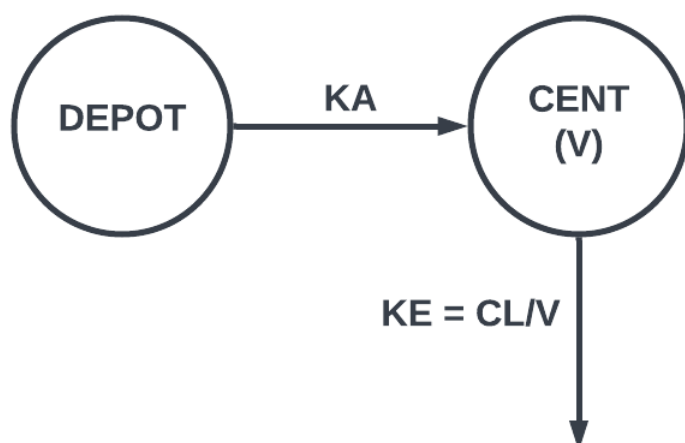 DEPOT
KA
CENT
(V)
KE = CL/V